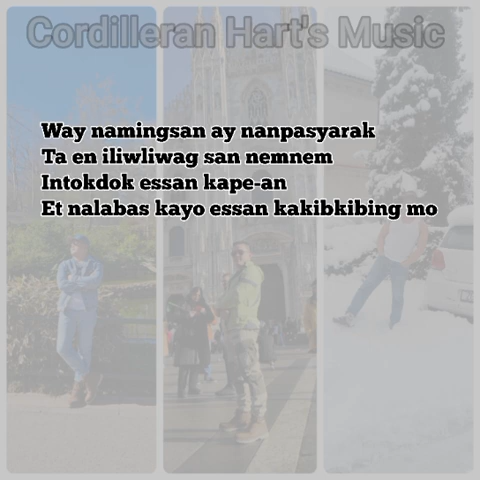 Cordilleran Hart's Music
Way namingsan ay nanpasyarak
Ta en iliwliwag san nemnem
Intokdok essan kape-an
Et nalabas kayo essan kakibkibing mo